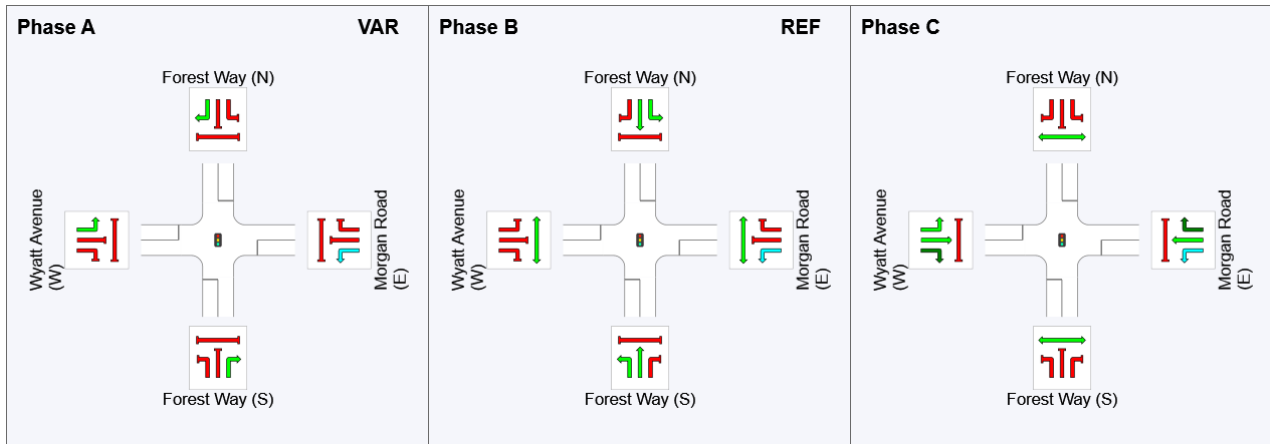 Phase A
VAR
Forest Way (N)
Wyatt Avenue
(W)
Morgan Road
(E)
Forest Way (S)
Phase B
REF
Forest Way (N)
Wyatt Avenue
(W)
Morgan Road
(E)
Forest Way (S)
Phase C
Forest Way (N)
Wyatt Avenue
(W)
Morgan Road
(E)
Forest Way (S)